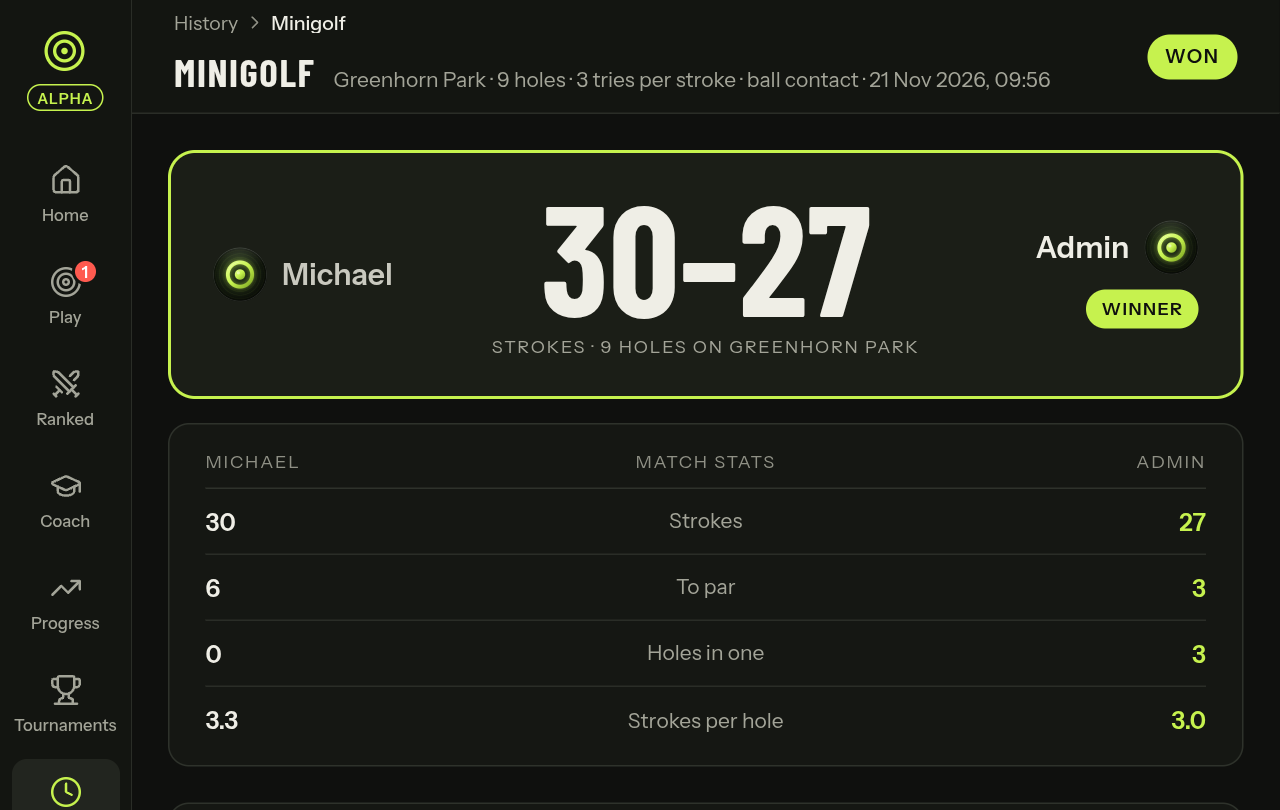 History > Minigolf
MINIGOLF Greenhorn Park · 9 holes · 3 tries per stroke · ball contact · 21 Nov 2026, 09:56
WON
ALPHA
Home
1
Play
Ranked
Coach
Progress
Tournaments
Michael
30–27
STROKES · 9 HOLES ON GREENHORN PARK
Admin
WINNER
MICHAEL MATCH STATS ADMIN
30 Strokes 27
6 To par 3
0 Holes in one 3
3.3 Strokes per hole 3.0